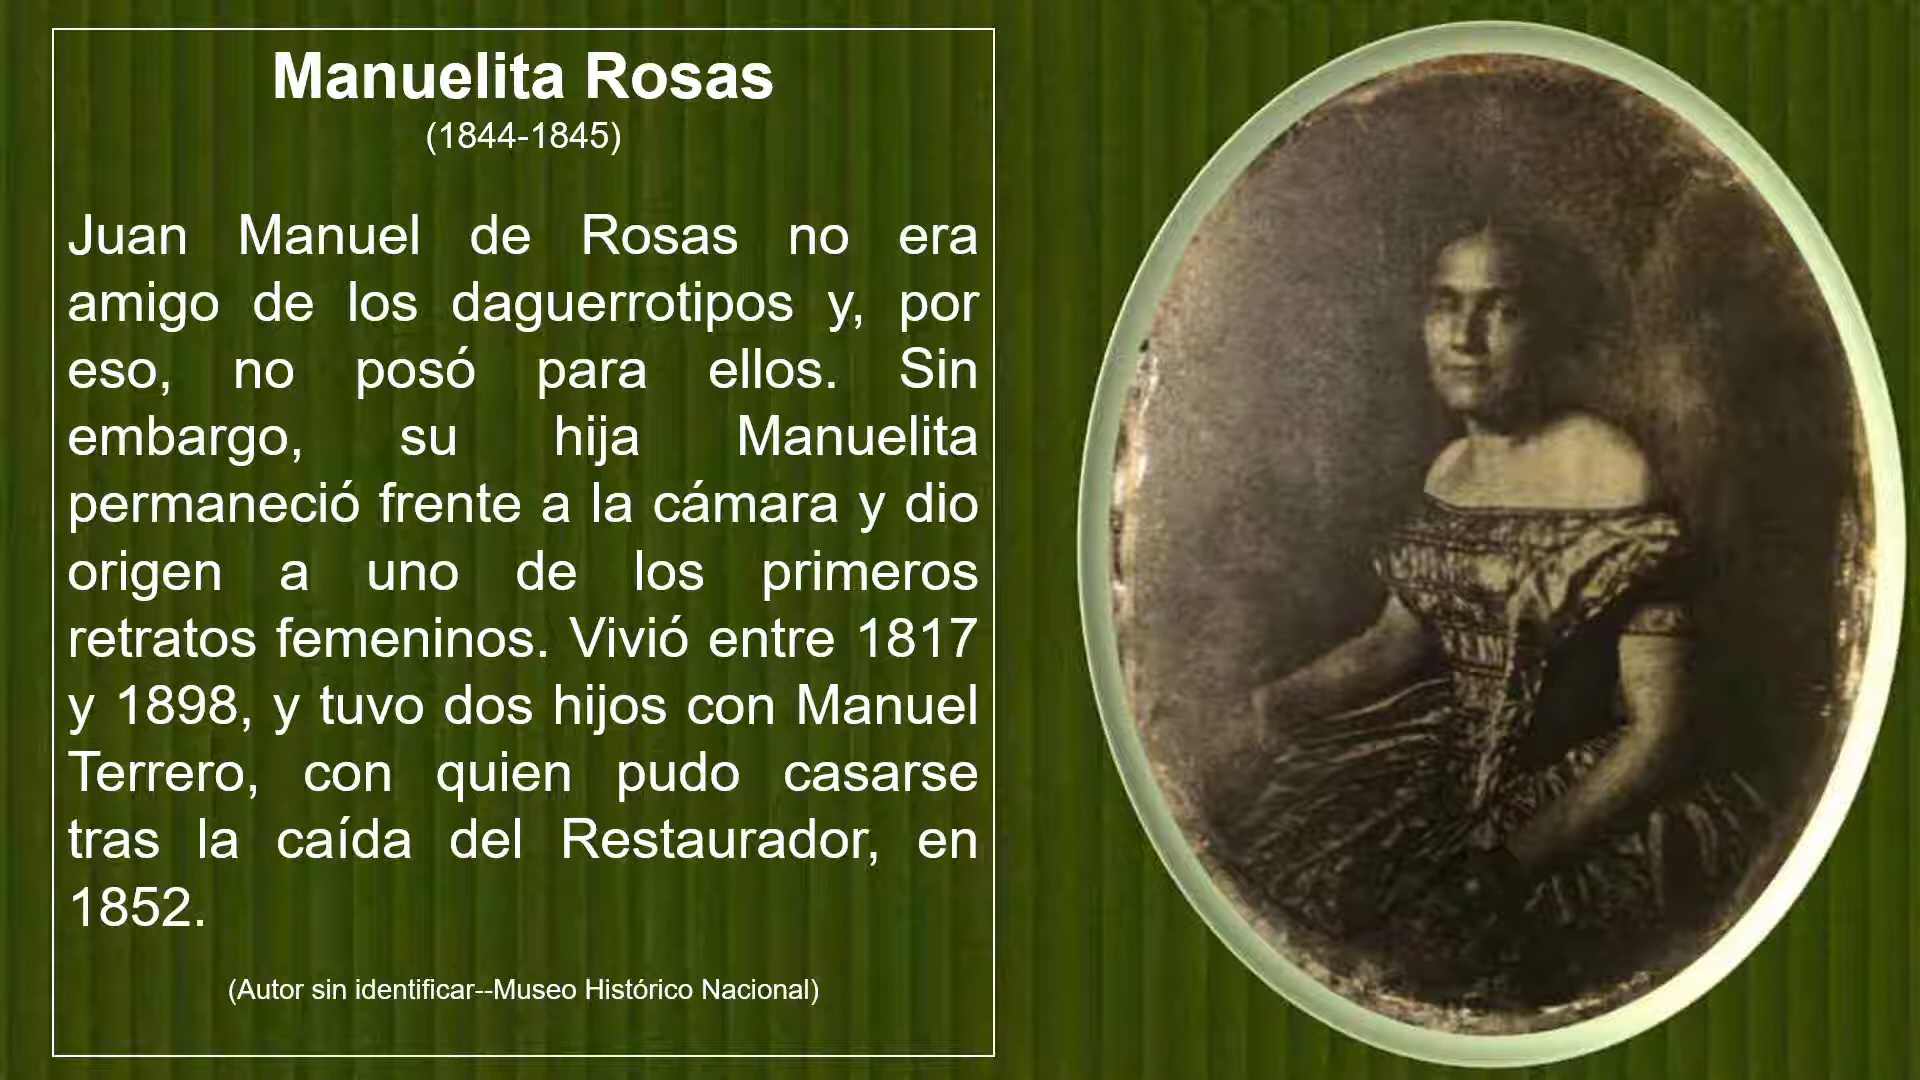 Manuelita Rosas
(1844-1845)
Juan Manuel de Rosas no era
amigo de los daguerrotipos y, por
eso, no posó para ellos. Sin
embargo, su hija Manuelita
permaneció frente a la cámara y dio
origen a uno de los primeros
retratos femeninos. Vivió entre 1817
y 1898, y tuvo dos hijos con Manuel
Terrero, con quien pudo casarse
tras la caída del Restaurador, en
1852.
(Autor sin identificar--Museo Histórico Nacional)